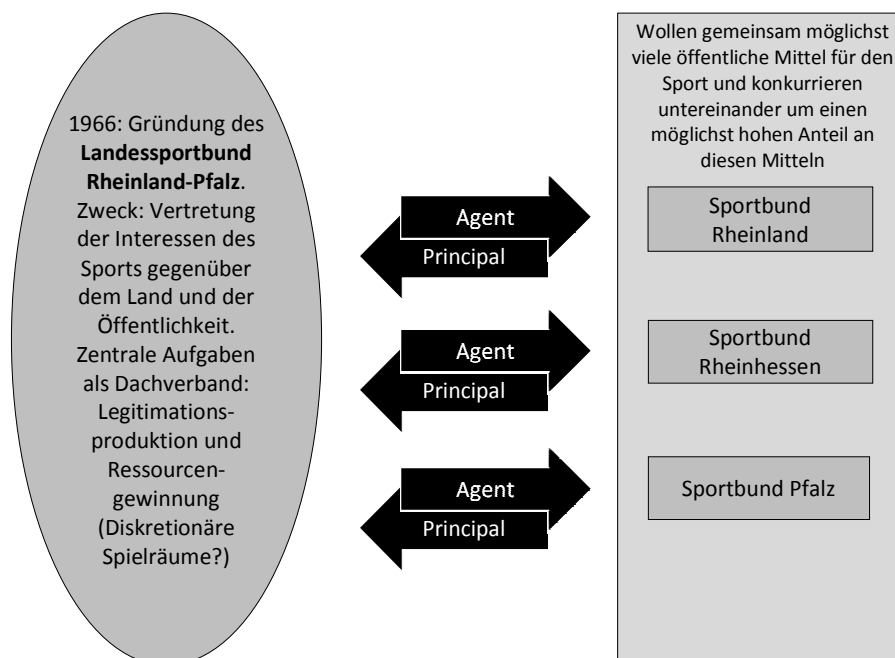 1966: Gründung des
Landessportbund
Rheinland-Pfalz.
Zweck: Vertretung
der Interessen des
Sports gegenüber
dem Land und der
Öffentlichkeit.
Zentrale Aufgaben
als Dachverband:
Legitimations-
produktion und
Ressourcen-
gewinnung
(Diskretionäre
Spielräume?)
Agent
Principal
Agent
Principal
Agent
Principal
Wollen gemeinsam möglichst
viele öffentliche Mittel für den
Sport und konkurrieren
untereinander um einen
möglichst hohen Anteil an
diesen Mitteln
Sportbund
Rheinland
Sportbund
Rheinhessen
Sportbund Pfalz